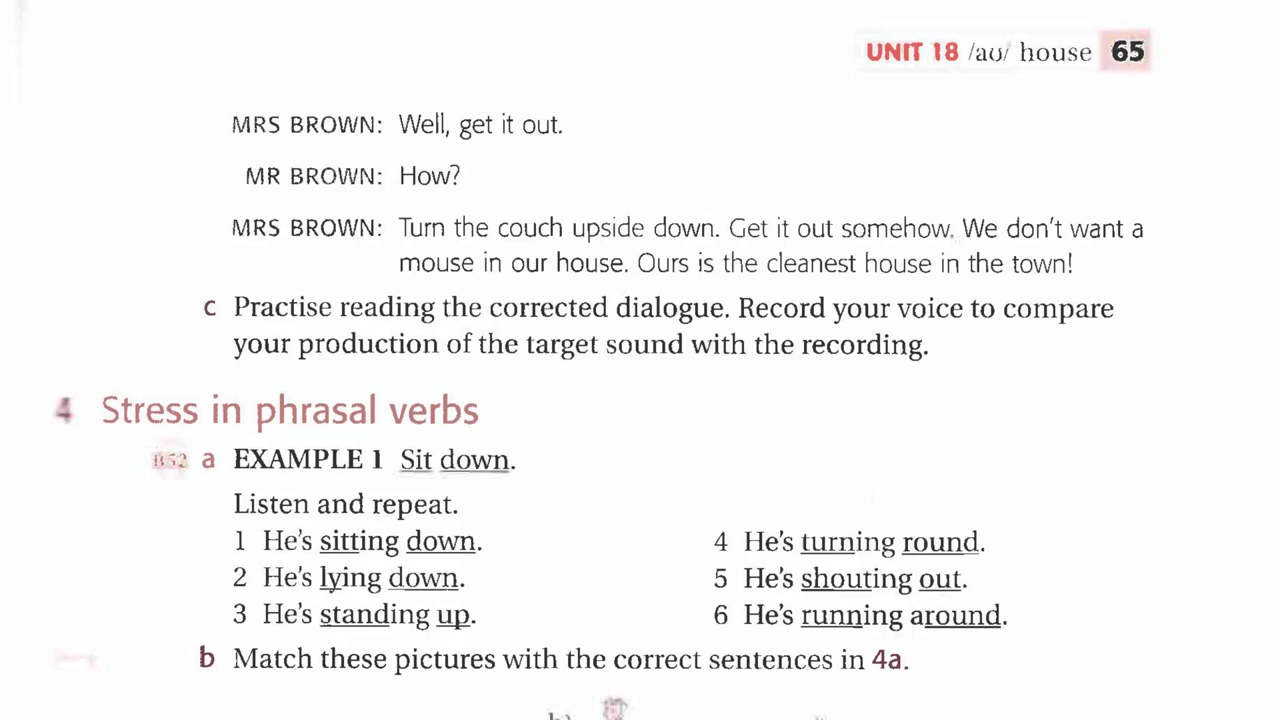 UNIT 18 /aʊ/ house 65
MRS BROWN: Well, get it out.
MR BROWN: How?
MRS BROWN: Turn the couch upside down. Get it out somehow. We don't want a
mouse in our house. Ours is the cleanest house in the town!
c Practise reading the corrected dialogue. Record your voice to compare
your production of the target sound with the recording.
4 Stress in phrasal verbs
B52 a EXAMPLE 1 Sit down.
Listen and repeat.
1 He's sitting down.
2 He's lying down.
3 He's standing up.
4 He's turning round.
5 He's shouting out.
6 He's running around.
b Match these pictures with the correct sentences in 4a.